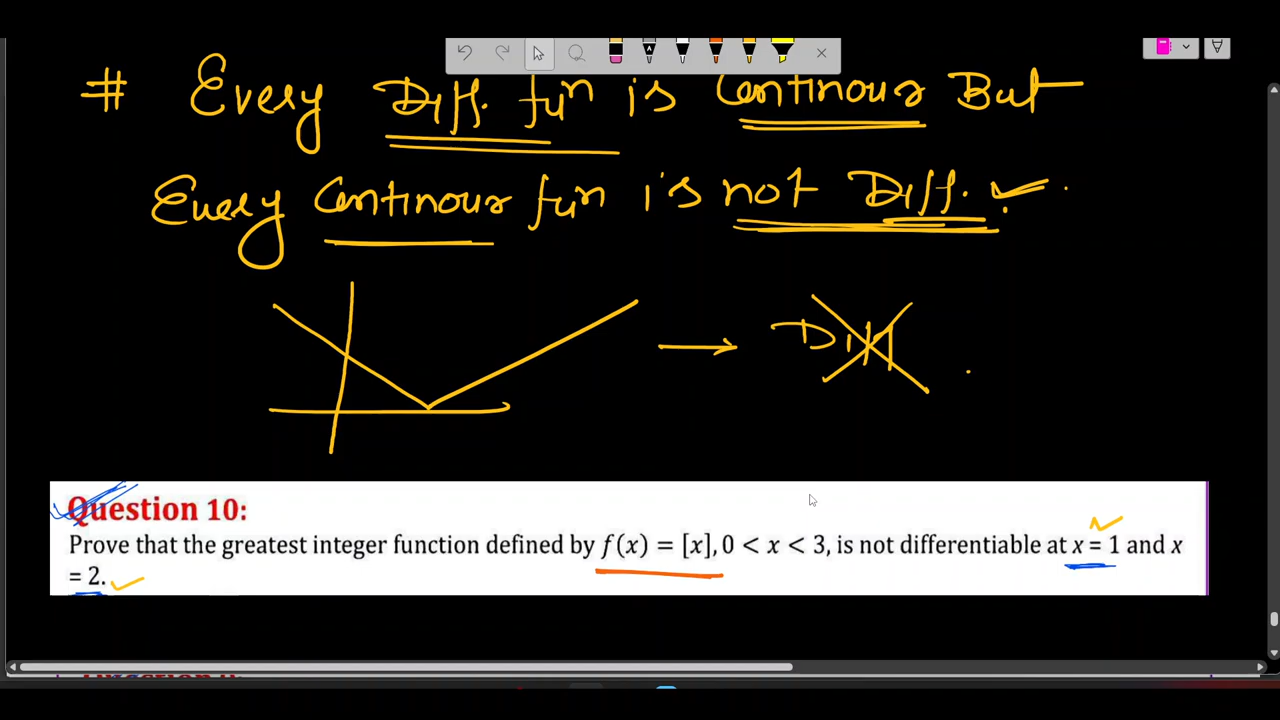 # Every Diff. fun is Continous But
Every Continous fun is not Diff.
Diff
Question 10:
Prove that the greatest integer function defined by f(x) = [x], 0 < x < 3, is not differentiable at x = 1 and x
= 2.